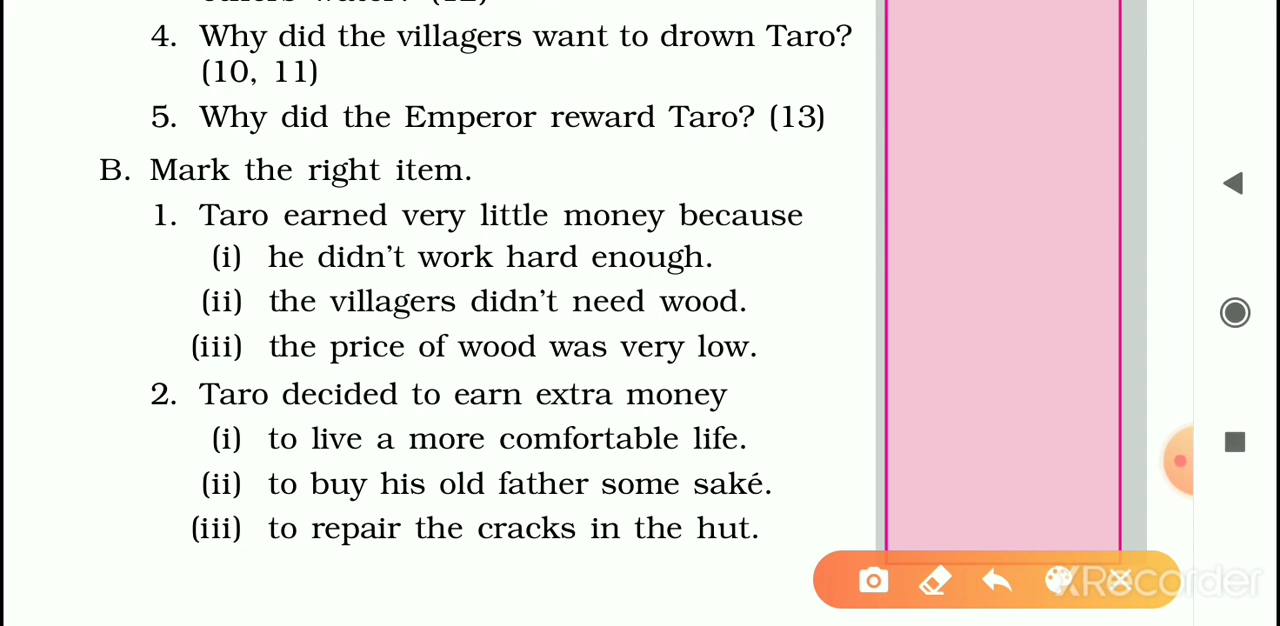 4. Why did the villagers want to drown Taro?
(10, 11)
5. Why did the Emperor reward Taro? (13)
B. Mark the right item.
1. Taro earned very little money because
(i) he didn't work hard enough.
(ii) the villagers didn't need wood.
(iii) the price of wood was very low.
2. Taro decided to earn extra money
(i) to live a more comfortable life.
(ii) to buy his old father some saké.
(iii) to repair the cracks in the hut.
XRecorder